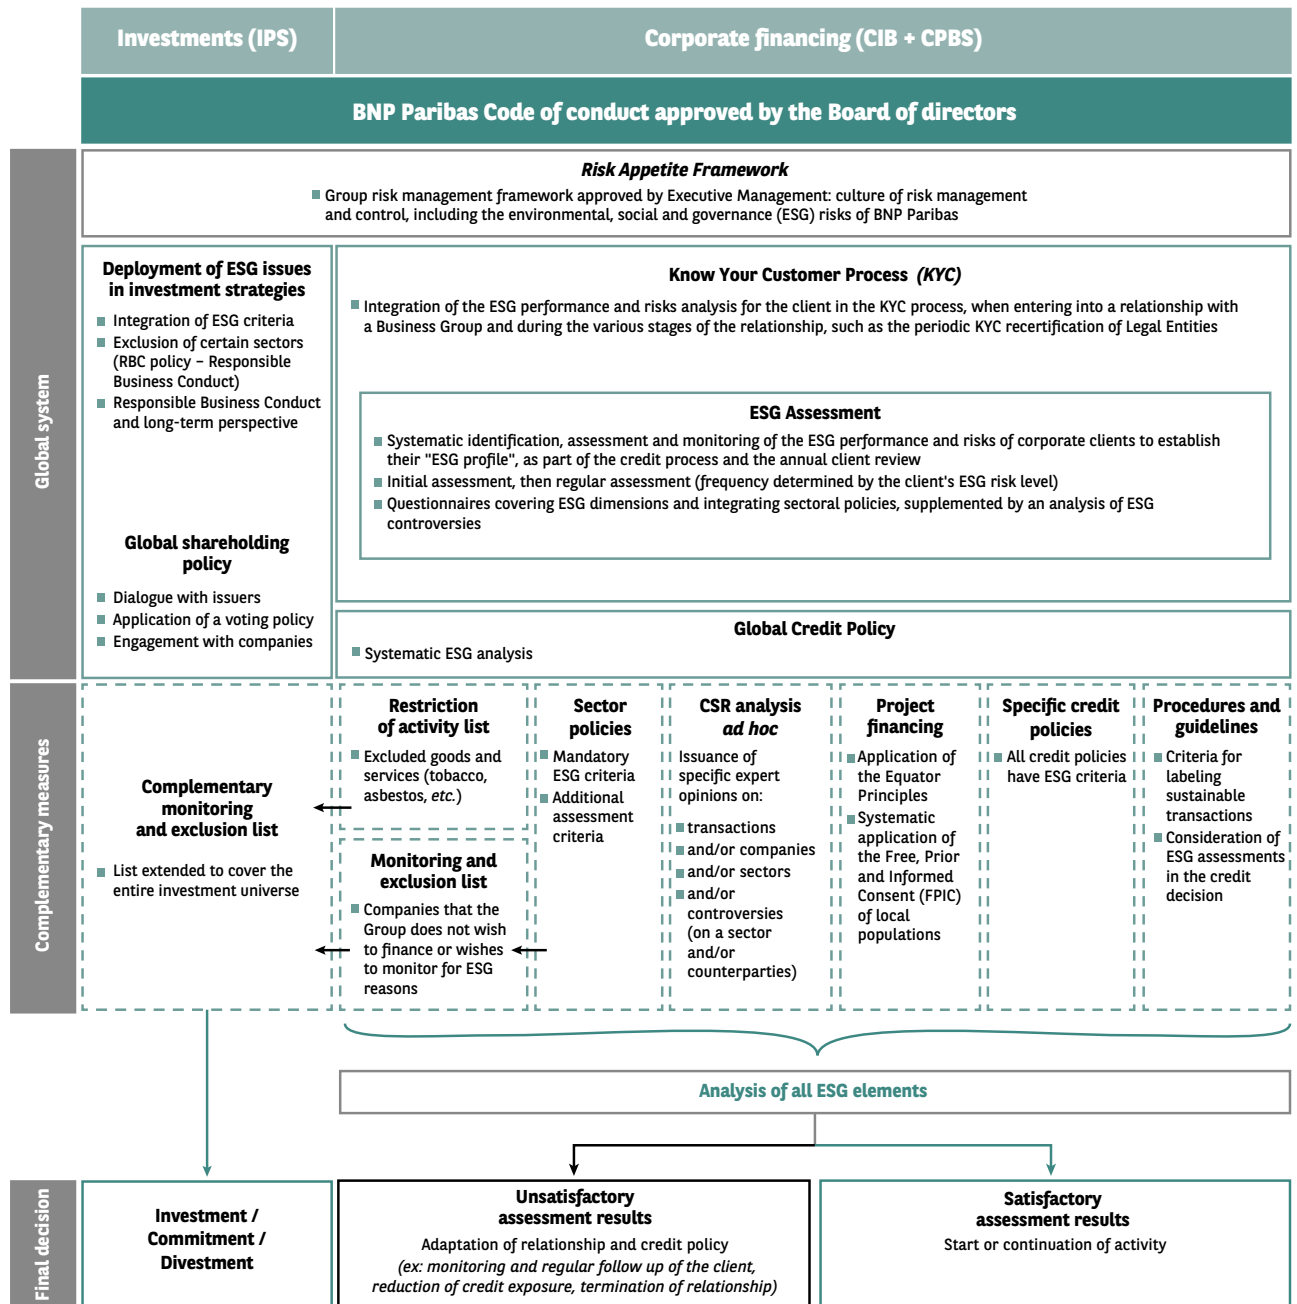 Investments (IPS)
Corporate financing (CIB + CPBS)
BNP Paribas Code of conduct approved by the Board of directors
Global system
Risk Appetite Framework
Group risk management framework approved by Executive Management: culture of risk management
and control, including the environmental, social and governance (ESG) risks of BNP Paribas
Deployment of ESG issues
in investment strategies
Integration of ESG criteria
Exclusion of certain sectors
(RBC policy – Responsible
Business Conduct)
Responsible Business Conduct
and long-term perspective
Global shareholding
policy
Dialogue with issuers
Application of a voting policy
Engagement with companies
Know Your Customer Process (KYC)
Integration of the ESG performance and risks analysis for the client in the KYC process, when entering into a relationship with
a Business Group and during the various stages of the relationship, such as the periodic KYC recertification of Legal Entities
ESG Assessment
Systematic identification, assessment and monitoring of the ESG performance and risks of corporate clients to establish
their "ESG profile", as part of the credit process and the annual client review
Initial assessment, then regular assessment (frequency determined by the client's ESG risk level)
Questionnaires covering ESG dimensions and integrating sectoral policies, supplemented by an analysis of ESG
controversies
Global Credit Policy
Systematic ESG analysis
Complementary measures
Complementary
monitoring
and exclusion list
List extended to cover the
entire investment universe
Restriction
of activity list
Excluded goods and
services (tobacco,
asbestos, etc.)
Monitoring and
exclusion list
Companies that the
Group does not wish
to finance or wishes
to monitor for ESG
reasons
Sector
policies
Mandatory
ESG criteria
Additional
assessment
criteria
CSR analysis
ad hoc
Issuance of
specific expert
opinions on:
transactions
and/or companies
and/or sectors
and/or
controversies
(on a sector
and/or
counterparties)
Project
financing
Application of
the Equator
Principles
Systematic
application of
the Free, Prior
and Informed
Consent (FPIC)
of local
populations
Specific credit
policies
All credit policies
have ESG criteria
Procedures and
guidelines
Criteria for
labeling
sustainable
transactions
Consideration of
ESG assessments
in the credit
decision
Analysis of all ESG elements
Final decision
Investment /
Commitment /
Divestment
Unsatisfactory
assessment results
Adaptation of relationship and credit policy
(ex: monitoring and regular follow up of the client,
reduction of credit exposure, termination of relationship)
Satisfactory
assessment results
Start or continuation of activity